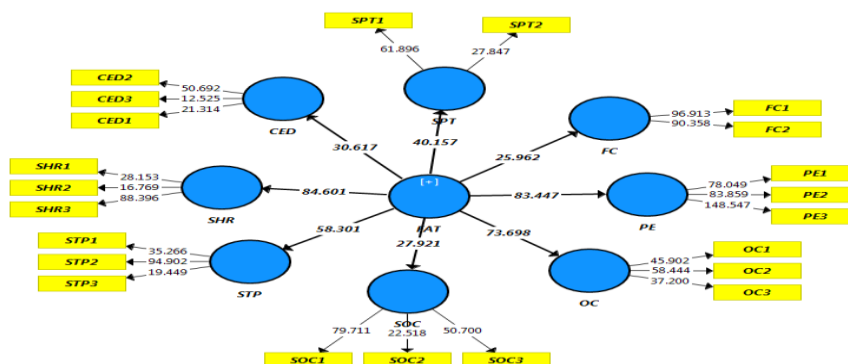 SPT1
SPT2
61.896
27.847
SPT
CED2
CED3
CED1
50.692
12.525
21.314
CED
30.617
40.157
25.962
FC
96.913
90.358
FC1
FC2
SHR1
SHR2
SHR3
28.153
16.769
88.396
SHR
84.601
[+]
83.447
PE
78.049
83.859
148.547
PE1
PE2
PE3
58.301
27.921
73.698
STP1
STP2
STP3
35.266
94.902
19.449
STP
OC
45.902
58.444
37.200
OC1
OC2
OC3
SOC
79.711
22.518
50.700
SOC1
SOC2
SOC3